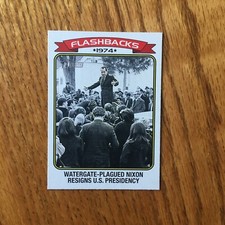 FLASHBACKS
★1974★
WATERGATE-PLAGUED NIXON
RESIGNS U.S. PRESIDENCY